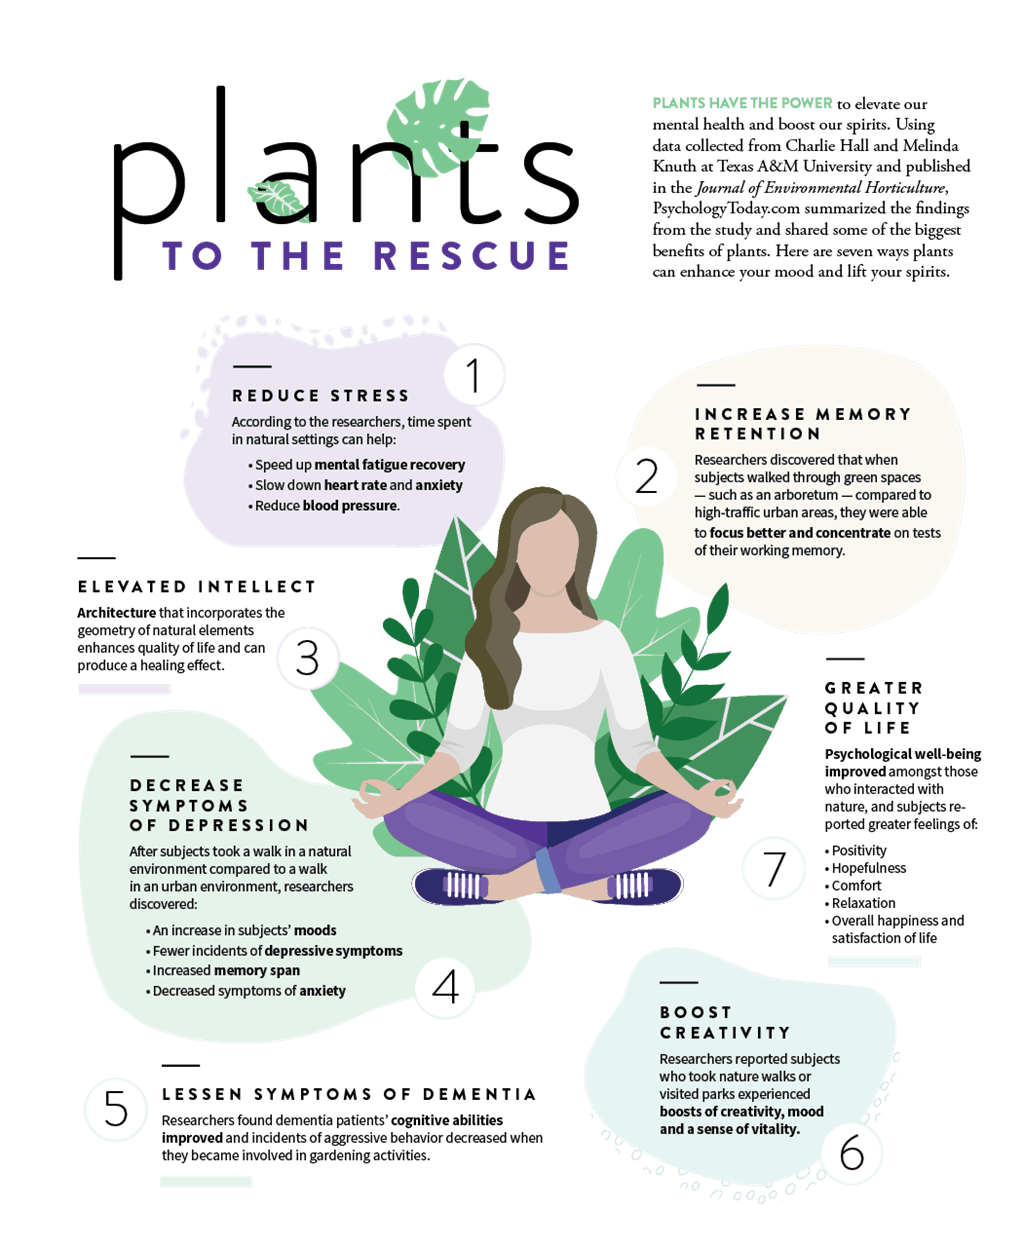 plants
TO THE RESCUE
PLANTS HAVE THE POWER to elevate our
mental health and boost our spirits. Using
data collected from Charlie Hall and Melinda
Knuth at Texas A&M University and published
in the Journal of Environmental Horticulture,
PsychologyToday.com summarized the findings
from the study and shared some of the biggest
benefits of plants. Here are seven ways plants
can enhance your mood and lift your spirits.
1
REDUCE STRESS
According to the researchers, time spent
in natural settings can help:
• Speed up mental fatigue recovery
• Slow down heart rate and anxiety
• Reduce blood pressure.
2
INCREASE MEMORY
RETENTION
Researchers discovered that when
subjects walked through green spaces
— such as an arboretum — compared to
high-traffic urban areas, they were able
to focus better and concentrate on tests
of their working memory.
3
ELEVATED INTELLECT
Architecture that incorporates the
geometry of natural elements
enhances quality of life and can
produce a healing effect.
4
DECREASE
SYMPTOMS
OF DEPRESSION
After subjects took a walk in a natural
environment compared to a walk
in an urban environment, researchers
discovered:
• An increase in subjects’ moods
• Fewer incidents of depressive symptoms
• Increased memory span
• Decreased symptoms of anxiety
5
LESSEN SYMPTOMS OF DEMENTIA
Researchers found dementia patients’ cognitive abilities
improved and incidents of aggressive behavior decreased when
they became involved in gardening activities.
6
BOOST
CREATIVITY
Researchers reported subjects
who took nature walks or
visited parks experienced
boosts of creativity, mood
and a sense of vitality.
7
GREATER
QUALITY
OF LIFE
Psychological well-being
improved amongst those
who interacted with
nature, and subjects re-
ported greater feelings of:
• Positivity
• Hopefulness
• Comfort
• Relaxation
• Overall happiness and
satisfaction of life